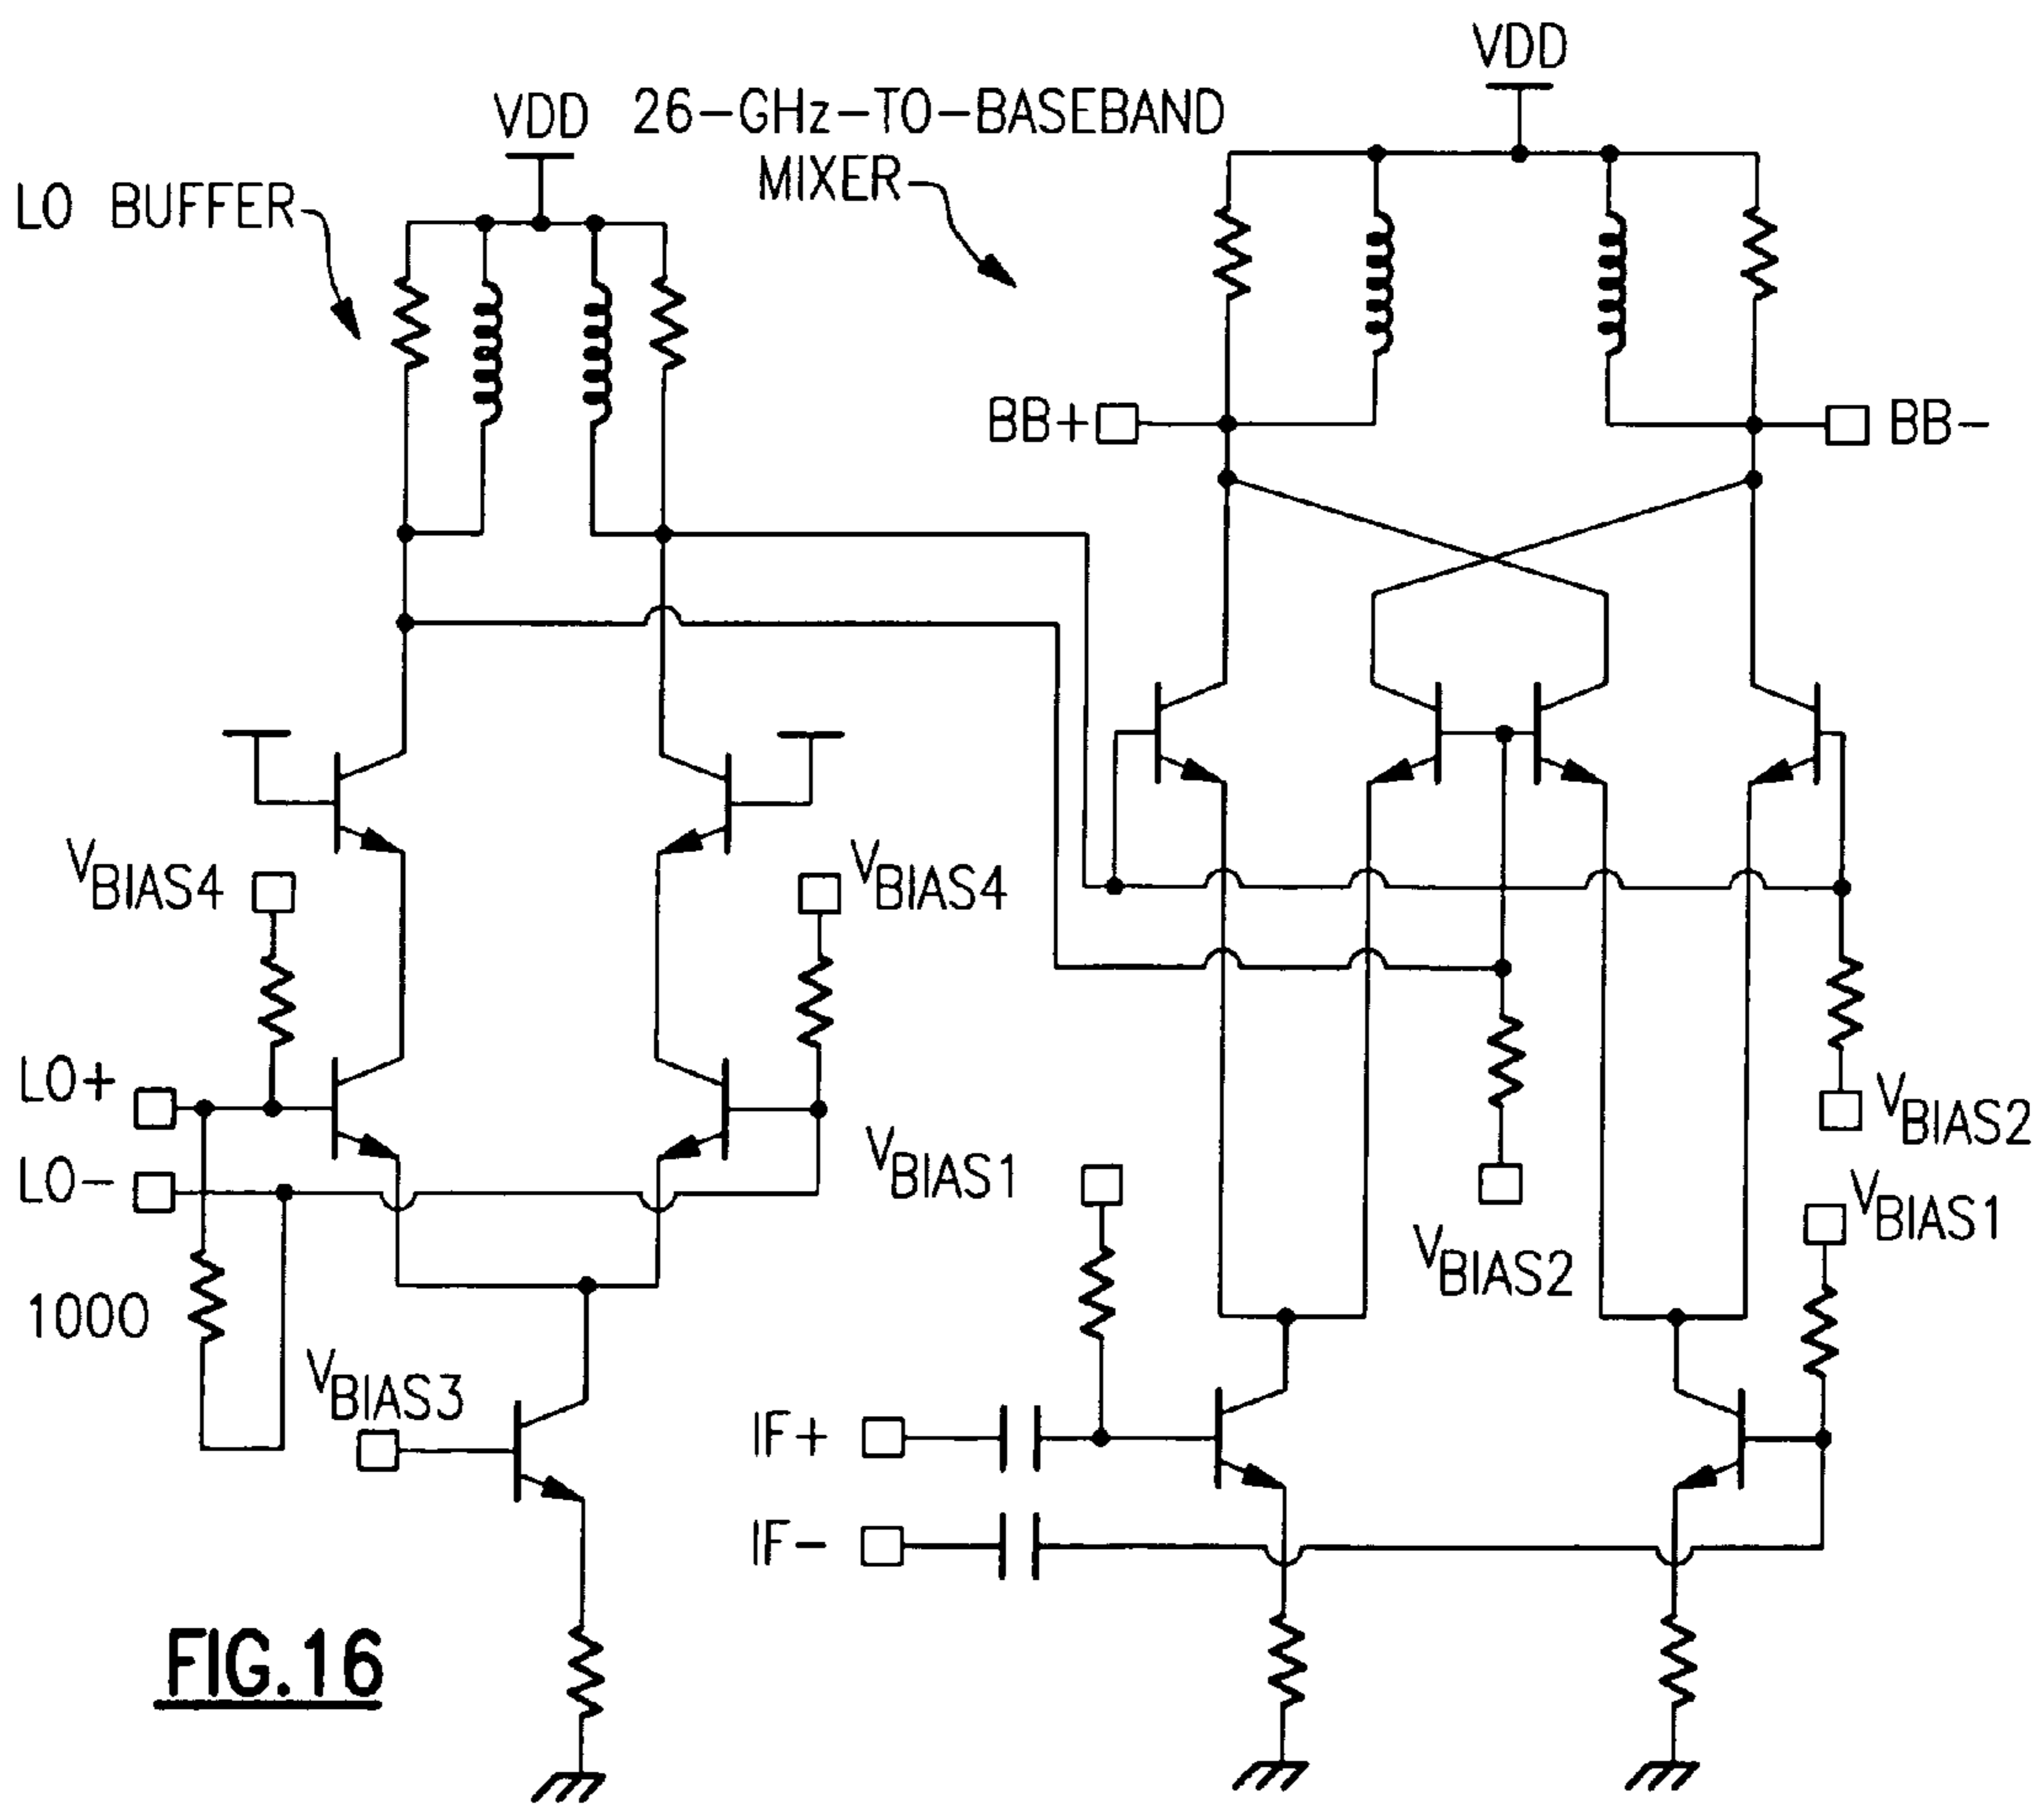 VDD
VDD
26-GHz-TO-BASEBAND
MIXER
LO BUFFER
BB+
BB-
VBIAS4
VBIAS4
LO+
LO-
VBIAS1
VBIAS2
VBIAS2
VBIAS1
1000
VBIAS3
IF+
IF-
FIG.16